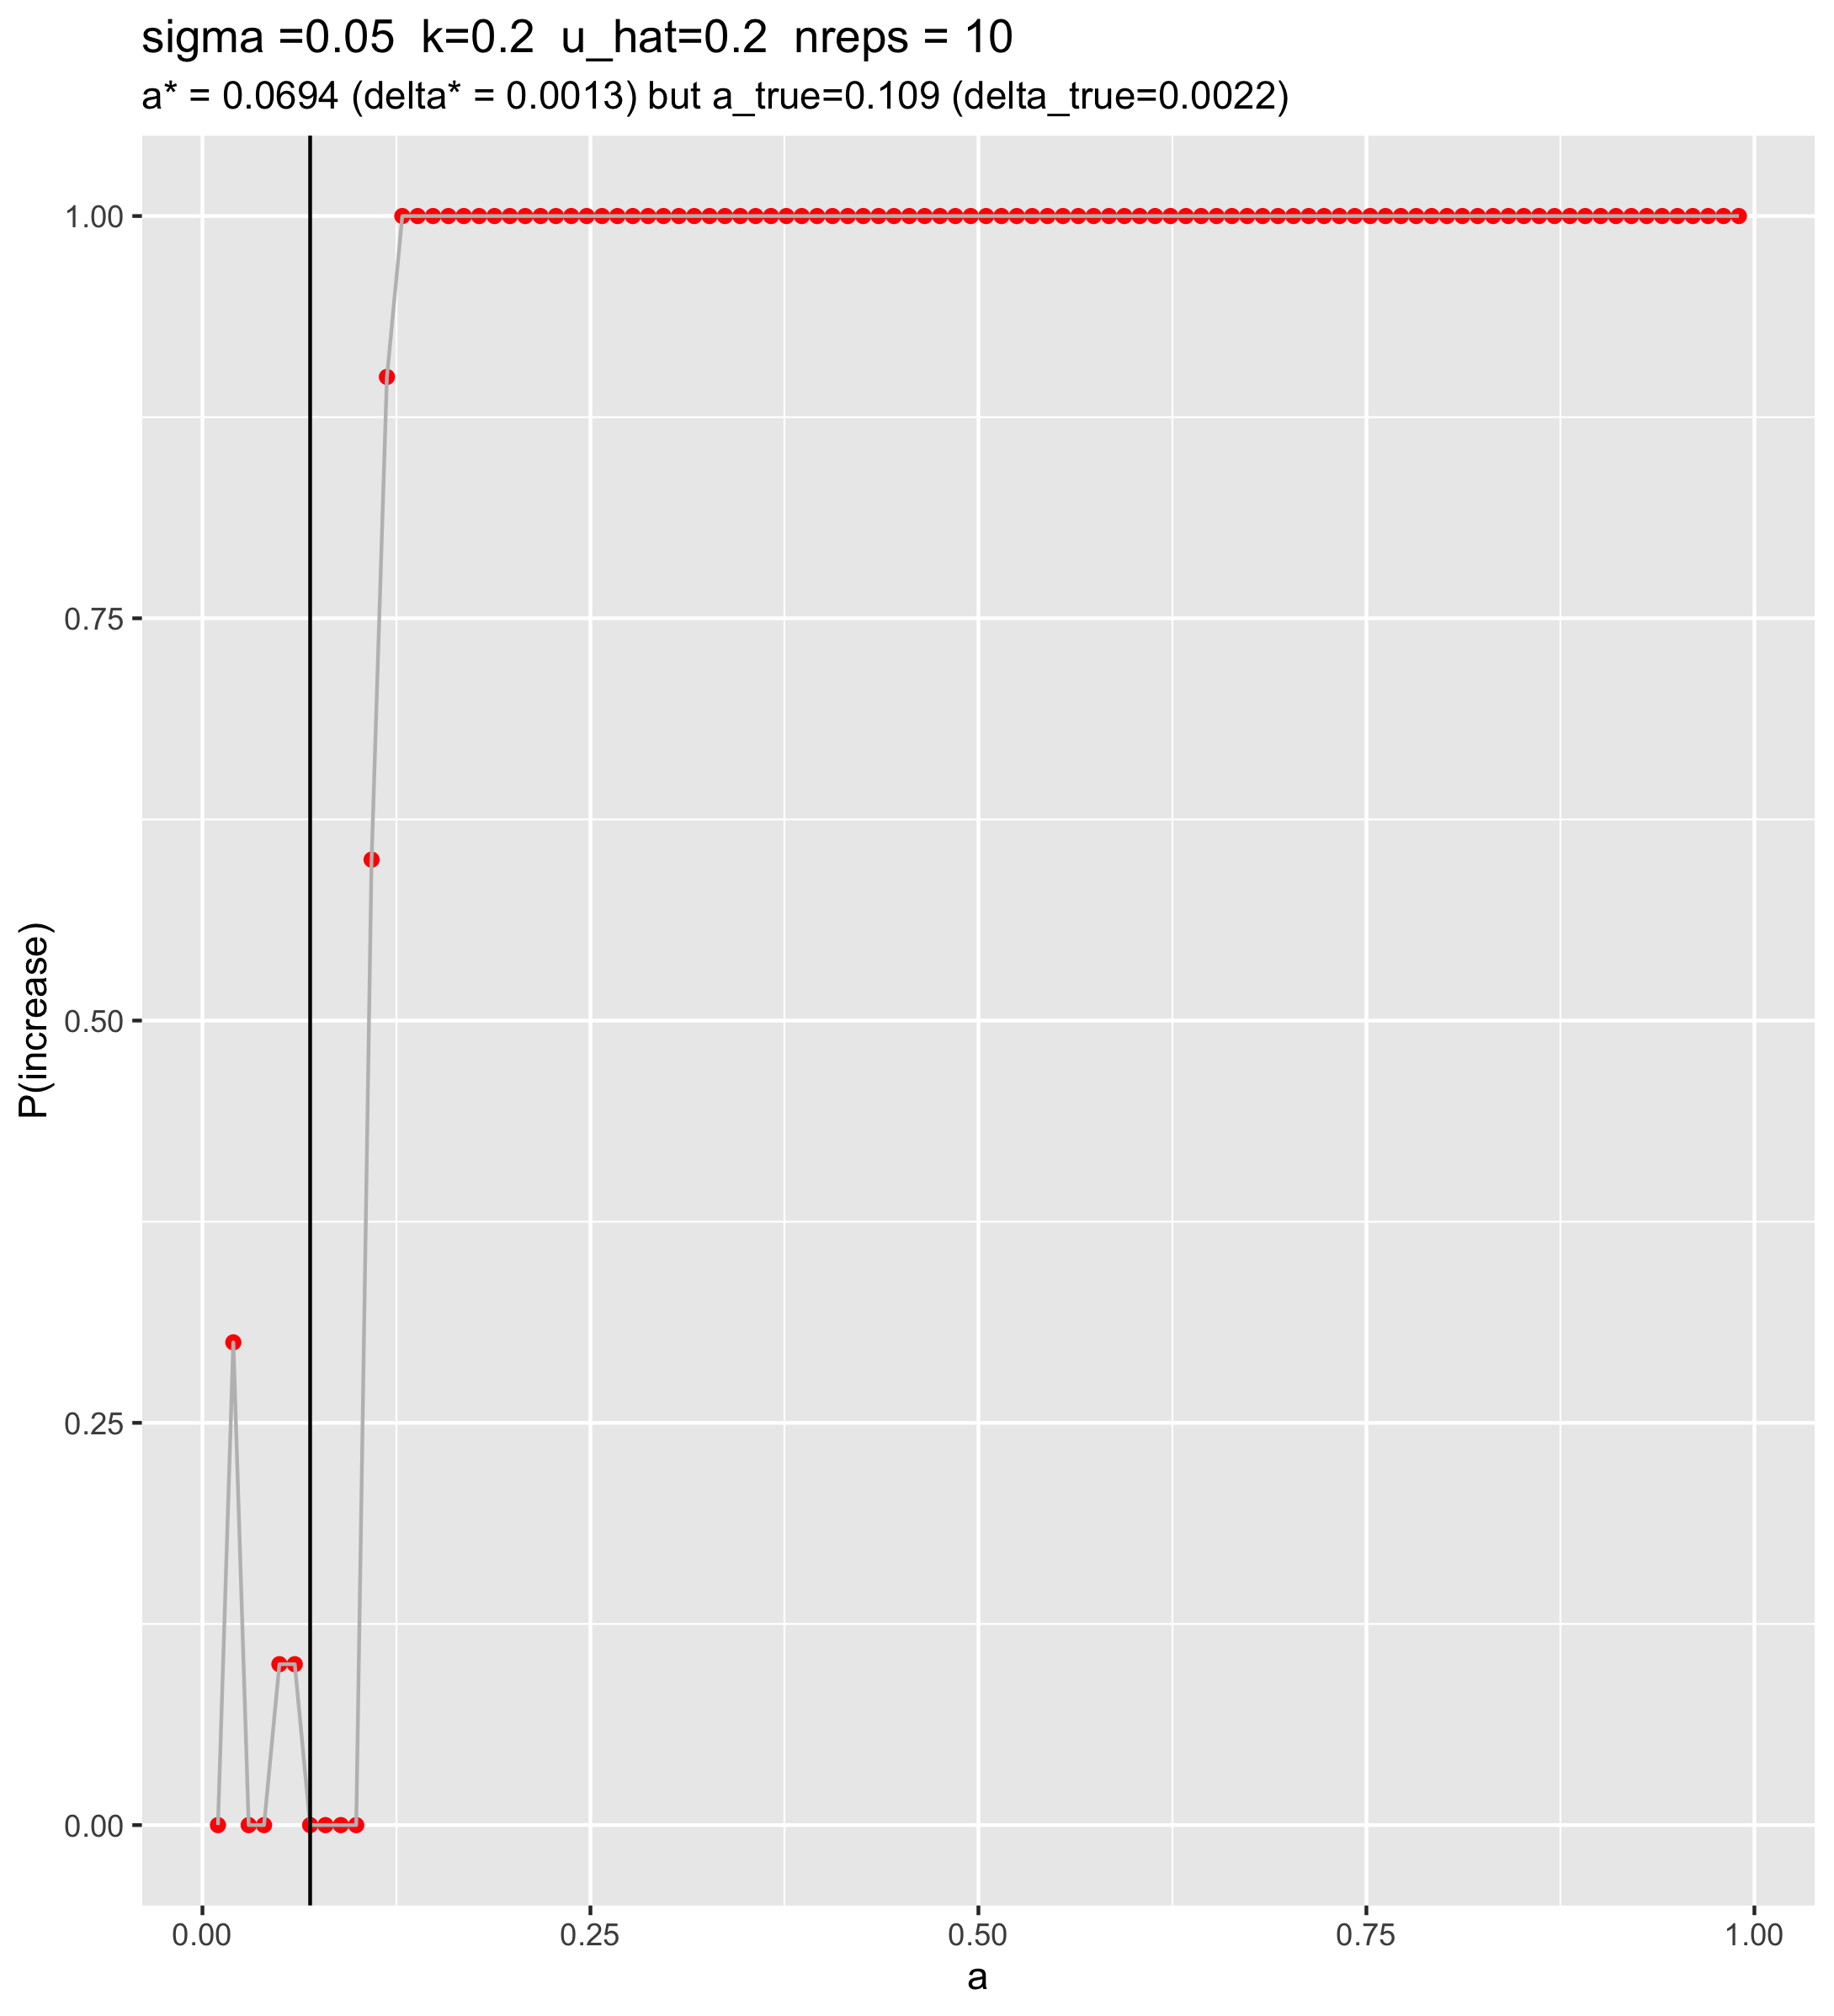 sigma =0.05  k=0.2  u_hat=0.2  nreps = 10
a* = 0.0694 (delta* = 0.0013) but a_true=0.109 (delta_true=0.0022)
1.00
0.75
0.50
0.25
0.00
P(increase)
0.00 0.25 0.50 0.75 1.00
a